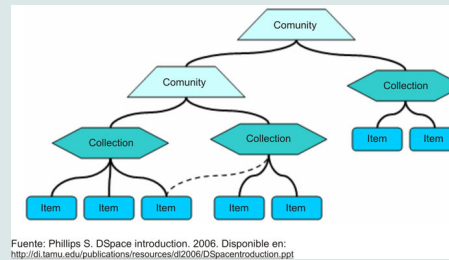 Comunity
Comunity
Collection
Collection
Collection
Item
Item
Item
Item
Item
Item
Item
Fuente: Phillips S. DSpace introduction. 2006. Disponible en:
http://di.tamu.edu/publications/resources/dl2006/DSpacentroduction.ppt